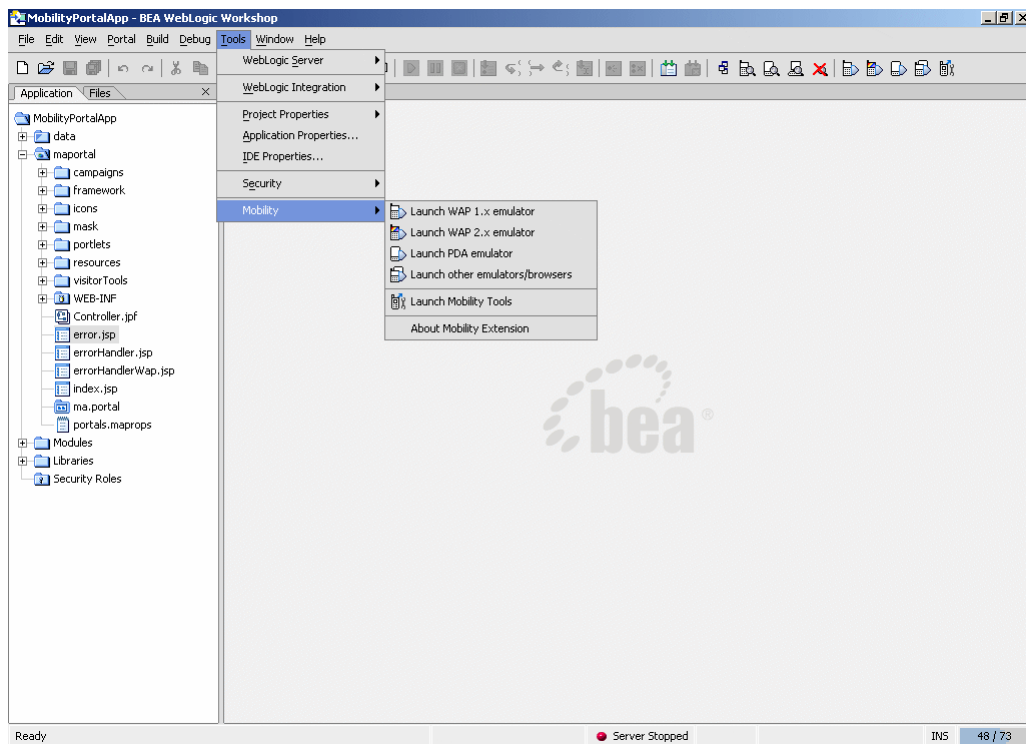 MobilityPortalApp - BEA WebLogic Workshop
File Edit View Portal Build Debug Tools Window Help
WebLogic Server
WebLogic Integration
Project Properties
Application Properties...
IDE Properties...
Security
Mobility
Launch WAP 1.x emulator
Launch WAP 2.x emulator
Launch PDA emulator
Launch other emulators/browsers
Launch Mobility Tools
About Mobility Extension
Application Files
MobilityPortalApp
data
maportal
campaigns
framework
icons
mask
portlets
resources
visitorTools
WEB-INF
Controller.jpf
error.jsp
errorHandler.jsp
errorHandlerWap.jsp
index.jsp
ma.portal
portals.maprops
Modules
Libraries
Security Roles
bea®
Ready Server Stopped INS 48 / 73